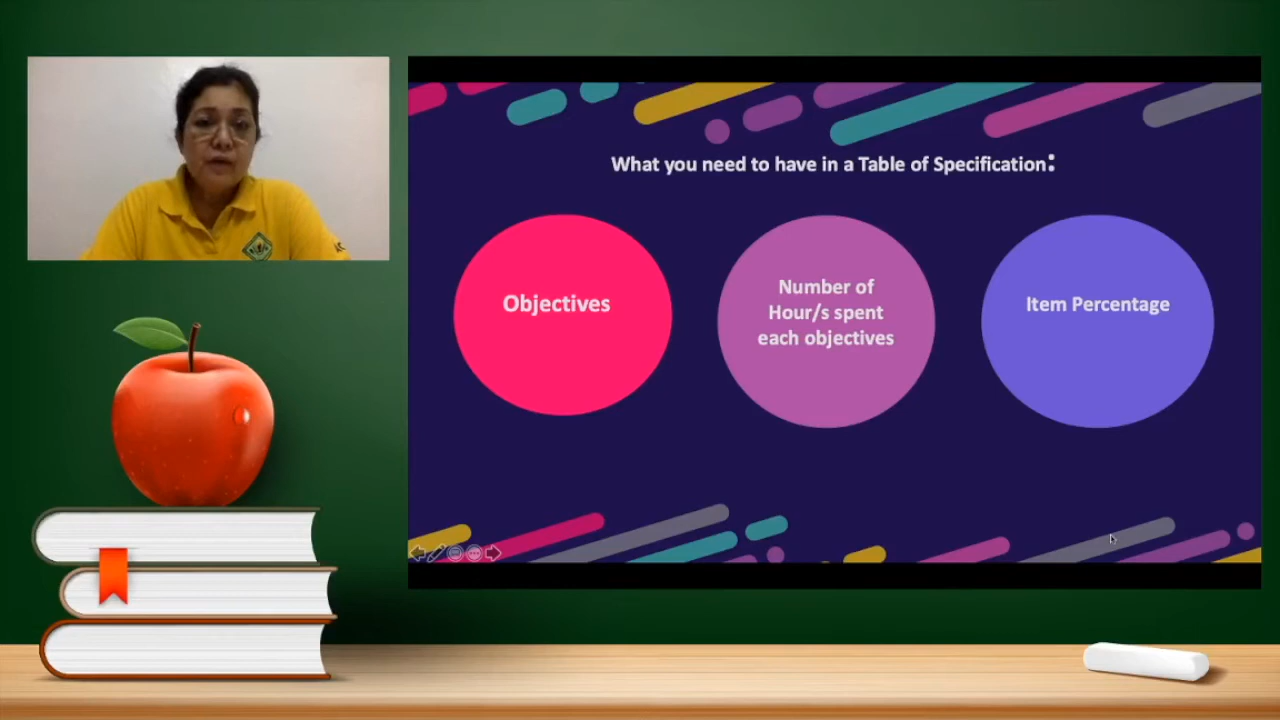 What you need to have in a Table of Specification:
Objectives
Number of
Hour/s spent
each objectives
Item Percentage